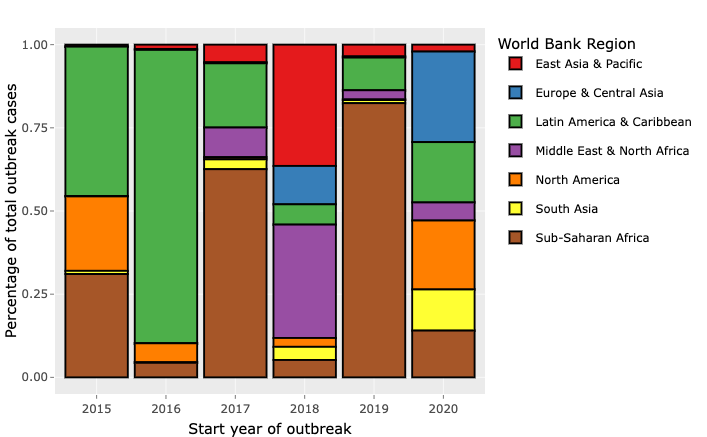 1.00
0.75
0.50
0.25
0.00
Percentage of total outbreak cases
2015 2016 2017 2018 2019 2020
Start year of outbreak
World Bank Region
East Asia & Pacific
Europe & Central Asia
Latin America & Caribbean
Middle East & North Africa
North America
South Asia
Sub-Saharan Africa